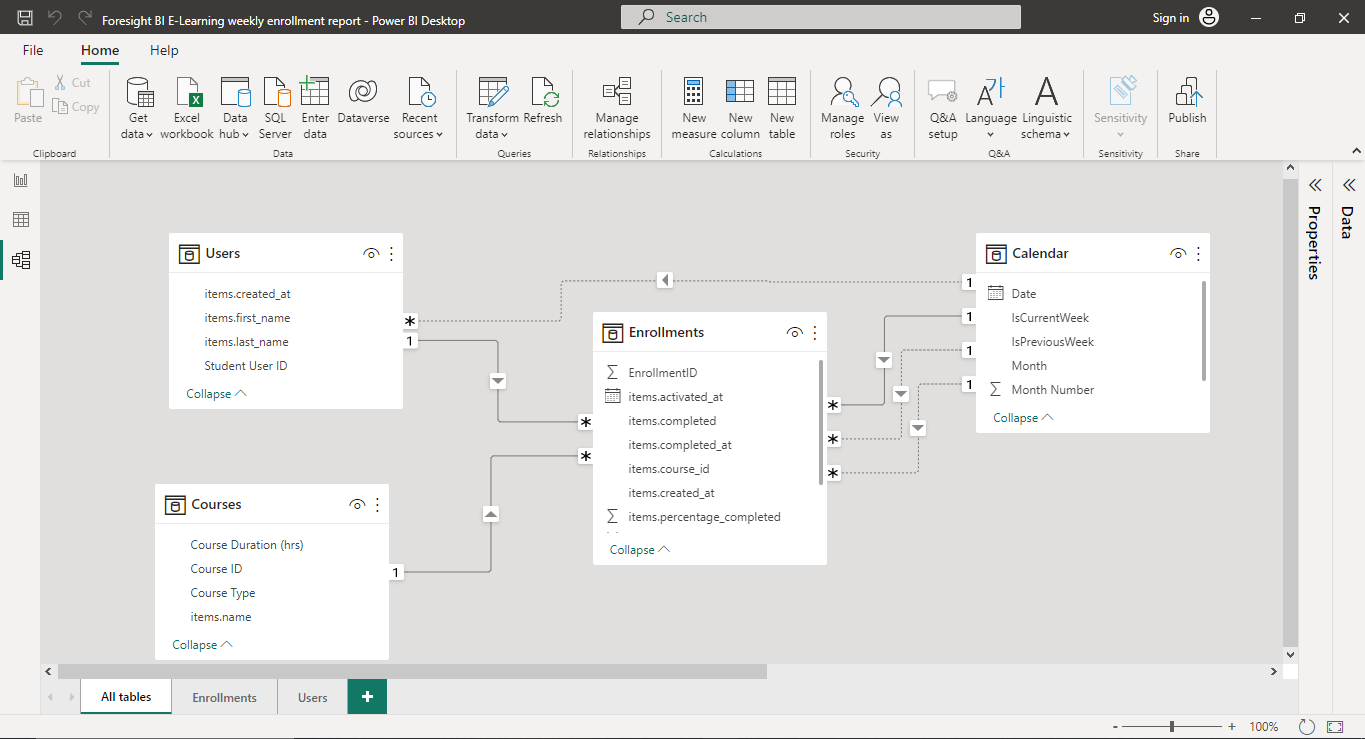 Foresight BI E-Learning weekly enrollment report - Power BI Desktop
Search
Sign in
File Home Help
Paste
Cut
Copy
Clipboard
Get data
Excel workbook
Data hub
SQL Server
Enter data
Dataverse
Recent sources
Data
Transform data
Refresh
Queries
Manage relationships
Relationships
New measure
New column
New table
Calculations
Manage roles
View as
Security
Q&A setup
Language
Linguistic schema
Q&A
Sensitivity
Sensitivity
Publish
Share
Users
items.created_at
items.first_name
items.last_name
Student User ID
Collapse
*
1
Courses
Course Duration (hrs)
Course ID
Course Type
items.name
Collapse
1
Enrollments
EnrollmentID
items.activated_at
items.completed
items.completed_at
items.course_id
items.created_at
items.percentage_completed
Collapse
*
*
*
*
*
Calendar
Date
IsCurrentWeek
IsPreviousWeek
Month
Month Number
Collapse
1
1
1
1
Properties
Data
All tables
Enrollments
Users
+
- + 100%